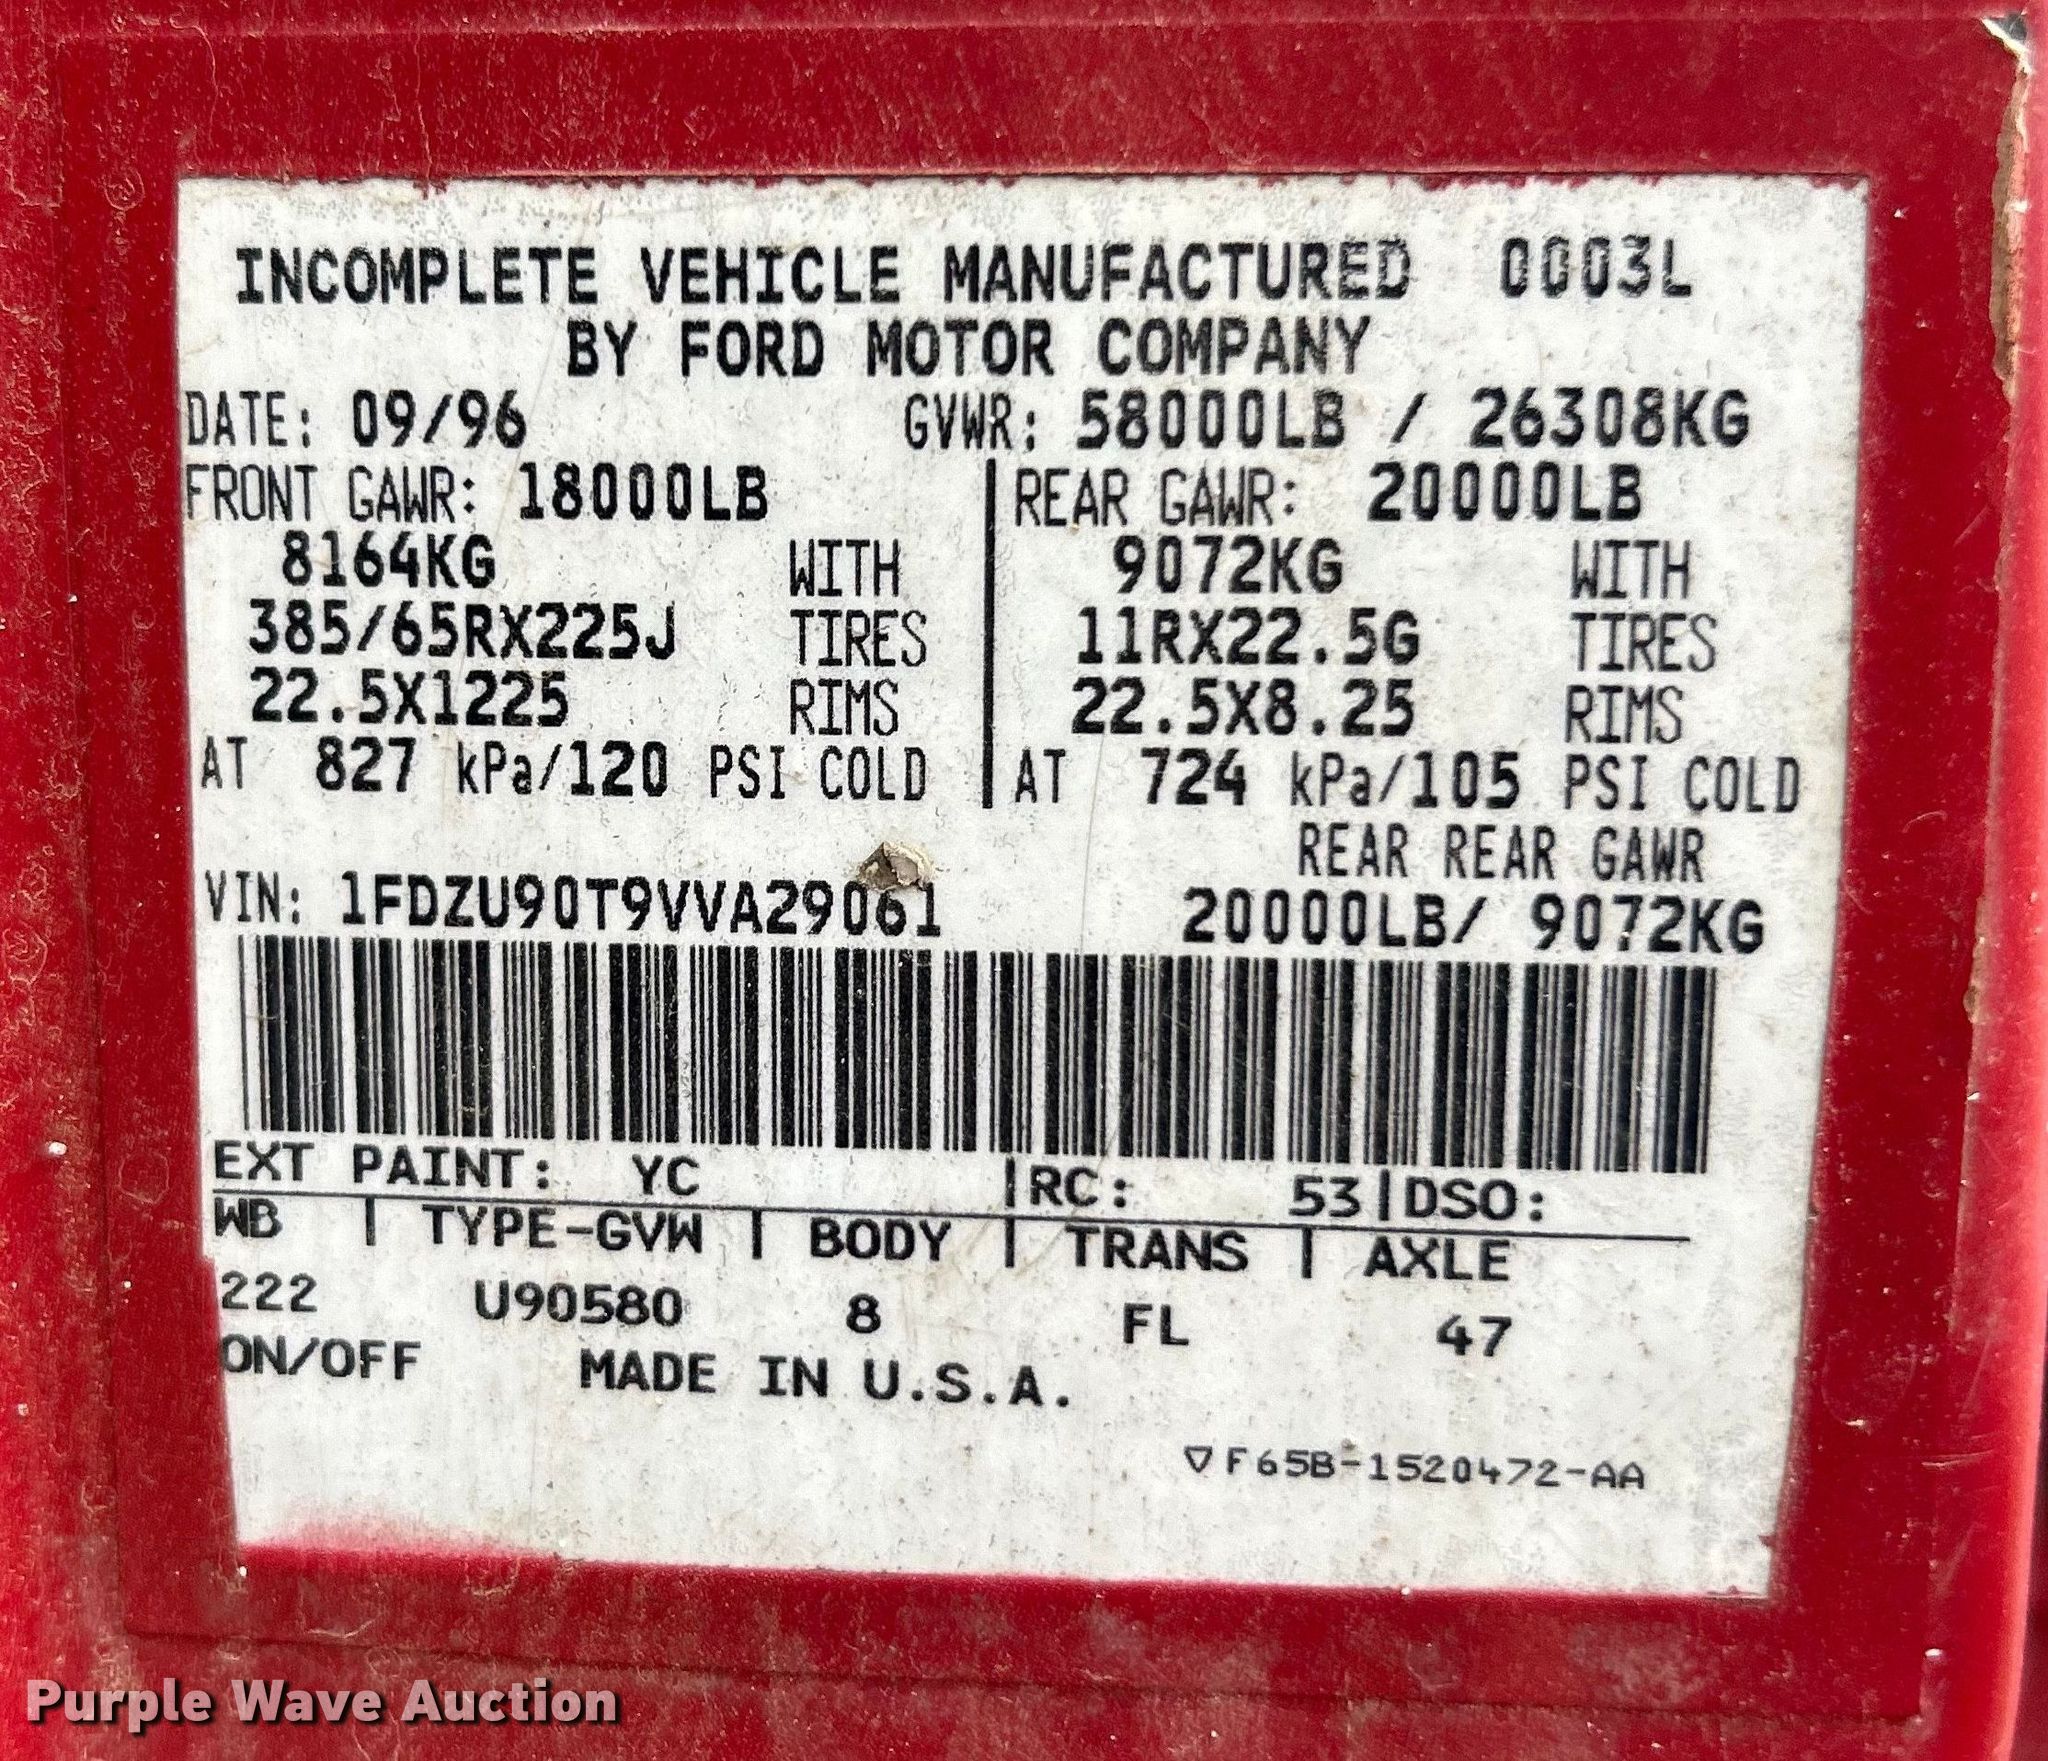 INCOMPLETE VEHICLE MANUFACTURED 0003L
BY FORD MOTOR COMPANY
DATE: 09/96 GVWR: 58000LB / 26308KG
FRONT GAWR: 18000LB REAR GAWR: 20000LB
8164KG WITH 9072KG WITH
385/65RX225J TIRES 11RX22.5G TIRES
22.5X1225 RIMS 22.5X8.25 RIMS
AT 827 kPa/120 PSI COLD AT 724 kPa/105 PSI COLD
REAR REAR GAWR
VIN: 1FDZU90T9VVA29061 20000LB/ 9072KG
EXT PAINT: YC |RC: 53|DSO:
WB | TYPE-GVW | BODY | TRANS | AXLE
222 U90580 8 FL 47
ON/OFF MADE IN U.S.A.
▽F65B-1520472-AA
Purple Wave Auction